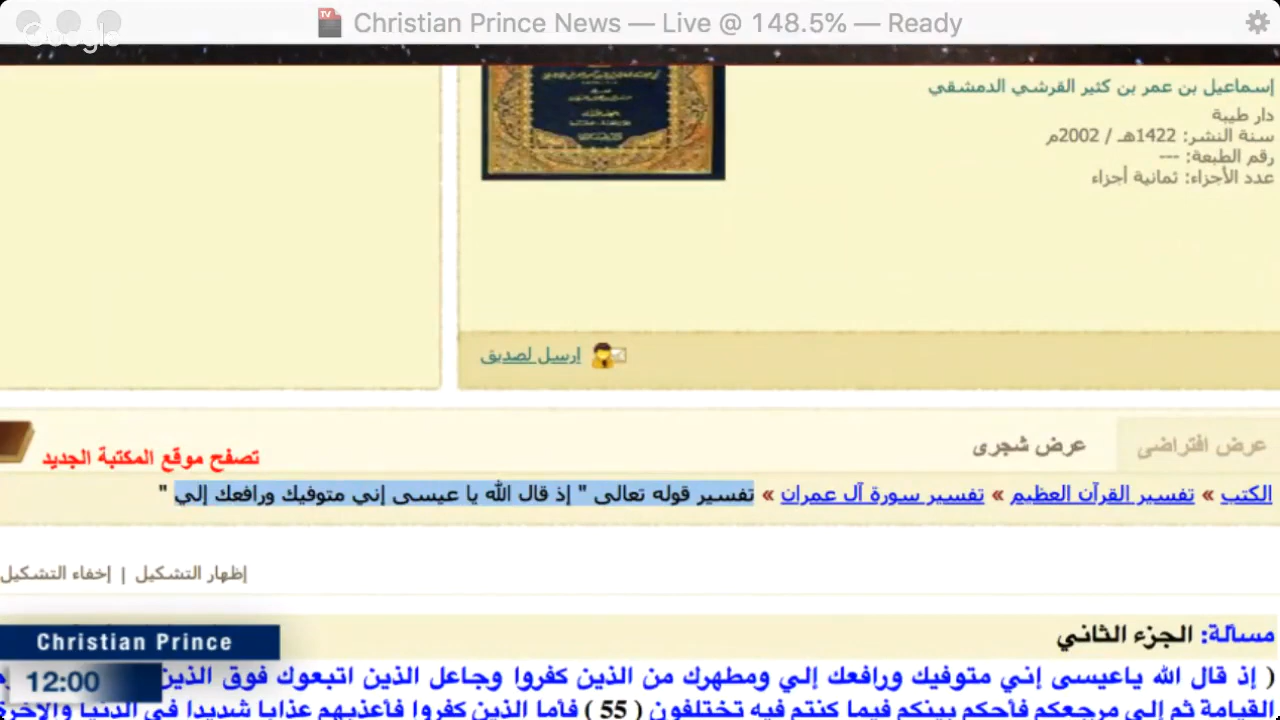 Christian Prince News — Live @ 148.5% — Ready
Google
إسماعيل بن عمر بن كثير القرشي الدمشقي
دار طيبة
سنة النشر: 1422هـ / 2002م
رقم الطبعة: ---
عدد الأجزاء: ثمانية أجزاء
ارسل لصديق
عرض افتراضى
عرض شجرى
تصفح موقع المكتبة الجديد
الكتب » تفسير القرآن العظيم » تفسير سورة آل عمران » تفسير قوله تعالى " إذ قال الله يا عيسى إني متوفيك ورافعك إلي "
إظهار التشكيل | إخفاء التشكيل
مسألة: الجزء الثاني
( إذ قال الله ياعيسى إني متوفيك ورافعك إلي ومطهرك من الذين كفروا وجاعل الذين اتبعوك فوق الذين
القيامة ثم إلي مرجعكم فأحكم بينكم فيما كنتم فيه تختلفون ( 55 ) فأما الذين كفروا فأعذبهم عذابا شديدا في الدنيا والآخرة
Christian Prince
12:00